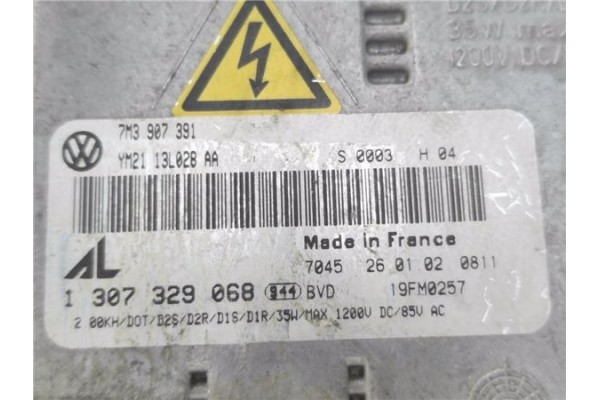 35W max
1200V DC/
7M3 907 391
YM21 13L028 AA S 0003 H 04
Made in France
AL 7045 26 01 02 0811
1 307 329 068 944 BVD 19FM0257
2 00KH/DOT/D2S/D2R/D1S/D1R/35W/MAX 1200V DC/85V AC